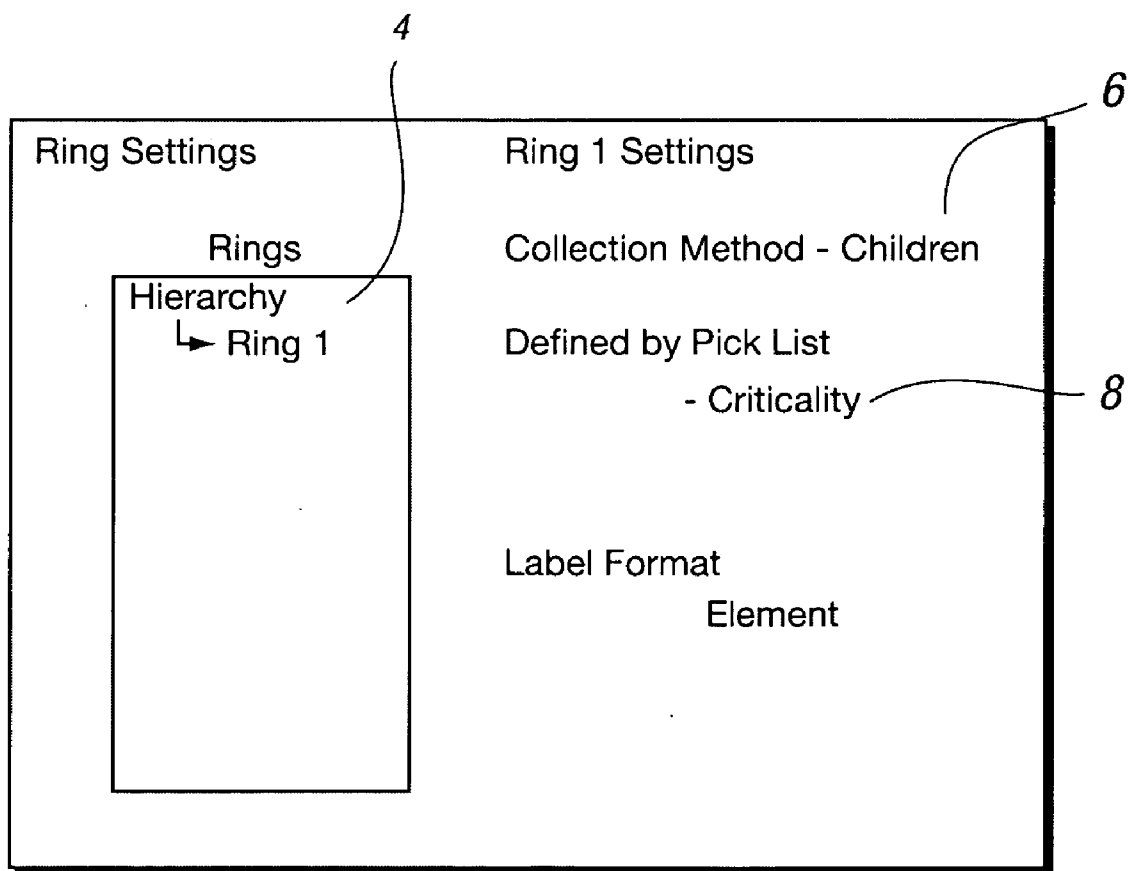 4
6
Ring Settings
Ring 1 Settings
Rings
Collection Method - Children
Hierarchy
Ring 1
Defined by Pick List
- Criticality
8
Label Format
Element